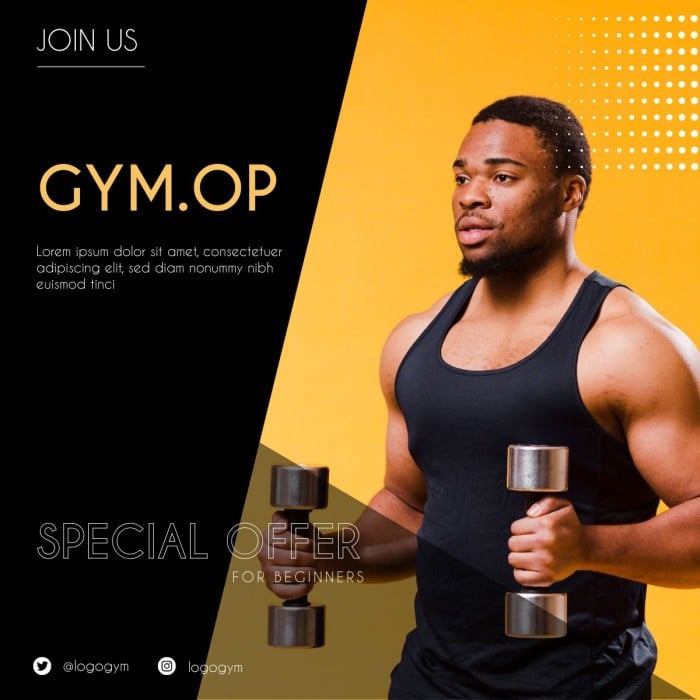 JOIN US
GYM.OP
Lorem ipsum dolor sit amet, consectetuer
adipiscing elit, sed diam nonummy nibh
euismod tinci
SPECIAL OFFER
FOR BEGINNERS
@logogym logogym